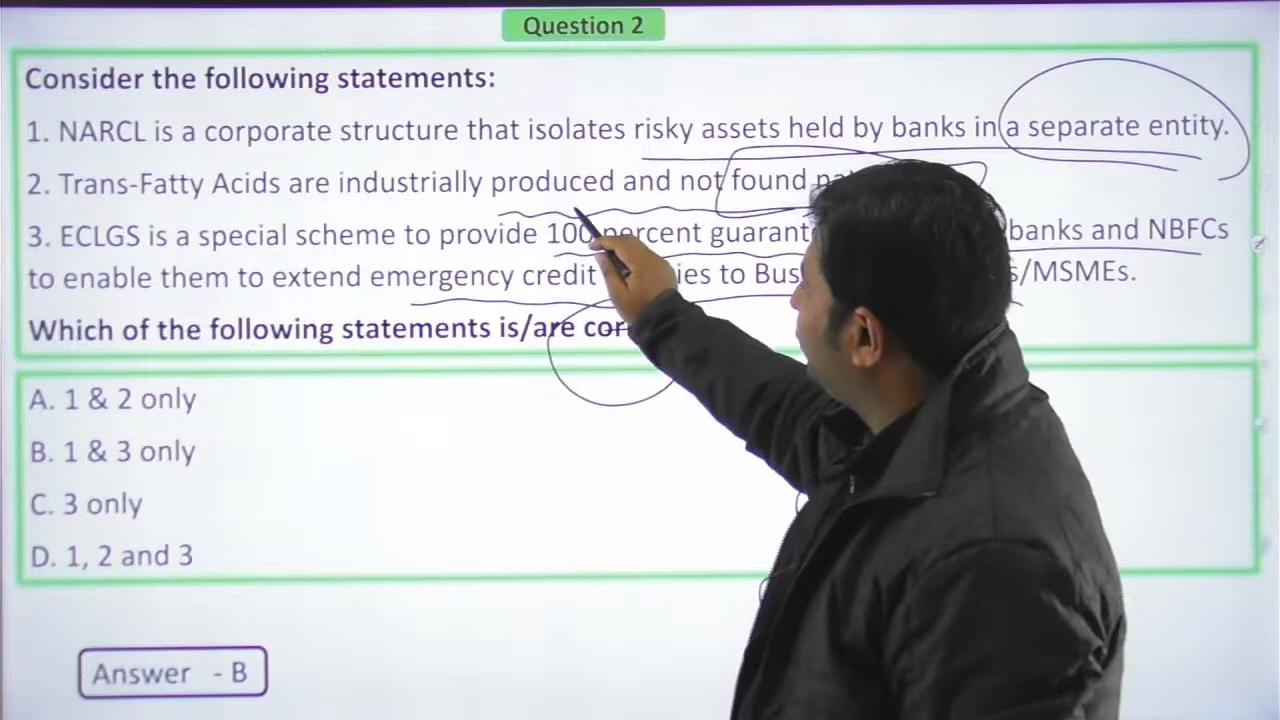 Question 2
Consider the following statements:
1. NARCL is a corporate structure that isolates risky assets held by banks in a separate entity.
2. Trans-Fatty Acids are industrially produced and not found
3. ECLGS is a special scheme to provide 100 percent banks and NBFCs
to enable them to extend emergency credit to /MSMEs.
Which of the following statements is/are
A. 1 & 2 only
B. 1 & 3 only
C. 3 only
D. 1, 2 and 3
Answer - B